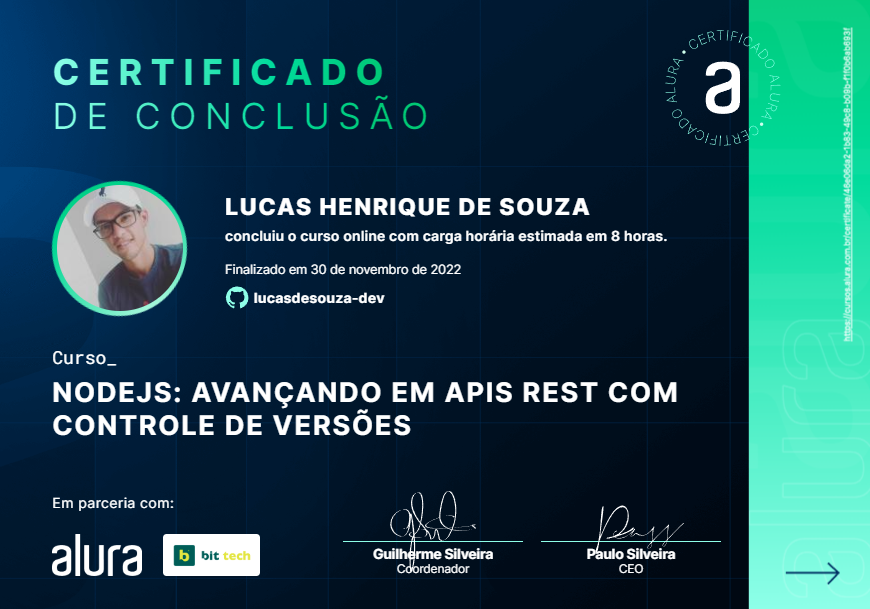 CERTIFICADO
DE CONCLUSÃO
CERTIFICADO ALURA • CERTIFICADO ALURA •
a
LUCAS HENRIQUE DE SOUZA
concluiu o curso online com carga horária estimada em 8 horas.
Finalizado em 30 de novembro de 2022
lucasdesouza-dev
Curso_
NODEJS: AVANÇANDO EM APIS REST COM
CONTROLE DE VERSÕES
Em parceria com:
alura
b bit tech
Guilherme Silveira
Coordenador
Paulo Silveira
CEO
alura